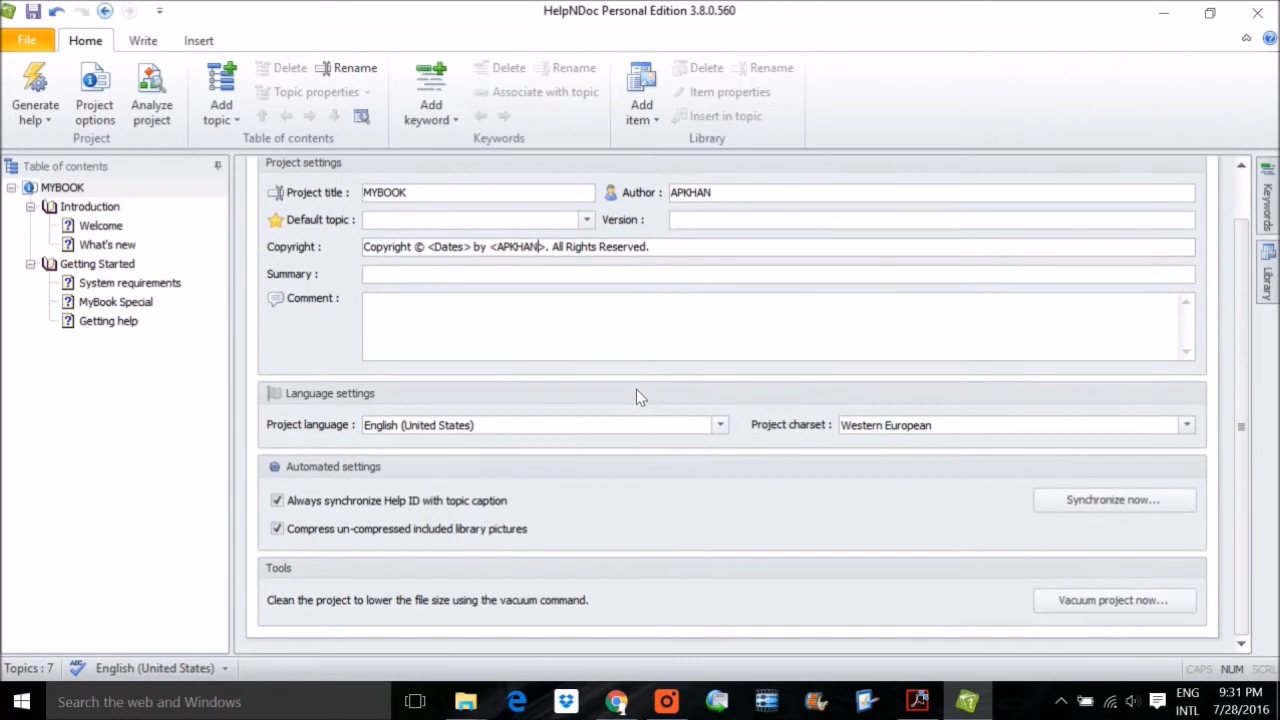 HelpNDoc Personal Edition 3.8.0.560
File Home Write Insert
Generate help
Project options
Analyze project
Project
Add topic
Delete Rename
Topic properties
Table of contents
Add keyword
Delete Rename
Associate with topic
Keywords
Add item
Delete Rename
Item properties
Insert in topic
Library
Table of contents
MYBOOK
Introduction
Welcome
What's new
Getting Started
System requirements
MyBook Special
Getting help
Project settings
Project title : MYBOOK Author : APKHAN
Default topic : Version :
Copyright : Copyright © <Dates> by <APKHAN>. All Rights Reserved.
Summary :
Comment :
Language settings
Project language : English (United States) Project charset : Western European
Automated settings
Always synchronize Help ID with topic caption Synchronize now...
Compress un-compressed included library pictures
Tools
Clean the project to lower the file size using the vacuum command. Vacuum project now...
Keywords
Library
Topics : 7 ABC English (United States) CAPS NUM SCRL
Search the web and Windows
ENG 9:31 PM
INTL 7/28/2016